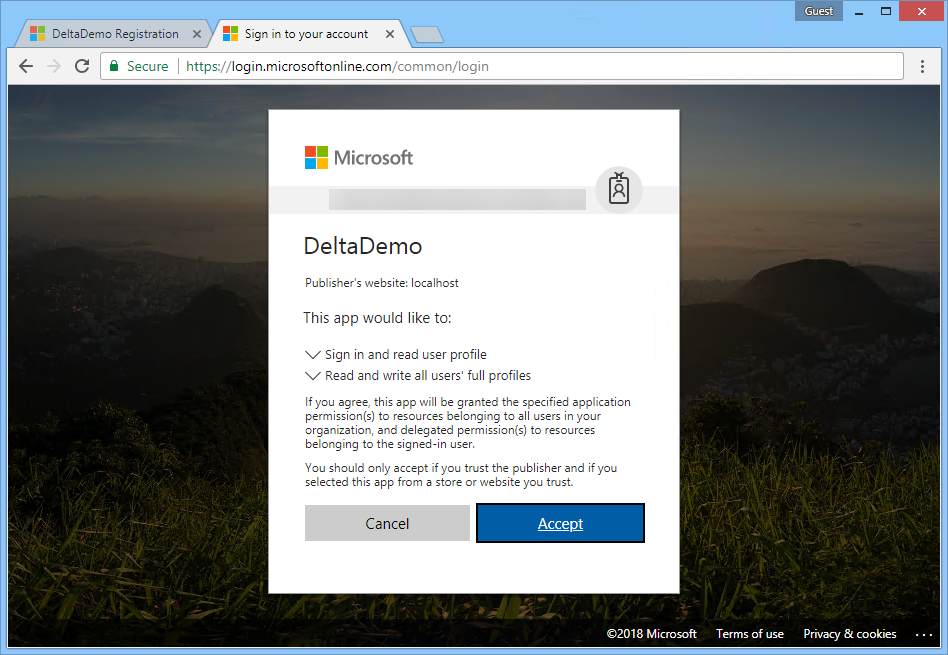 Guest
DeltaDemo Registration
Sign in to your account
Secure
https://login.microsoftonline.com/common/login
Microsoft
DeltaDemo
Publisher's website: localhost
This app would like to:
Sign in and read user profile
Read and write all users' full profiles
If you agree, this app will be granted the specified application
permission(s) to resources belonging to all users in your
organization, and delegated permission(s) to resources
belonging to the signed-in user.
You should only accept if you trust the publisher and if you
selected this app from a store or website you trust.
Cancel Accept
©2018 Microsoft Terms of use Privacy & cookies ...